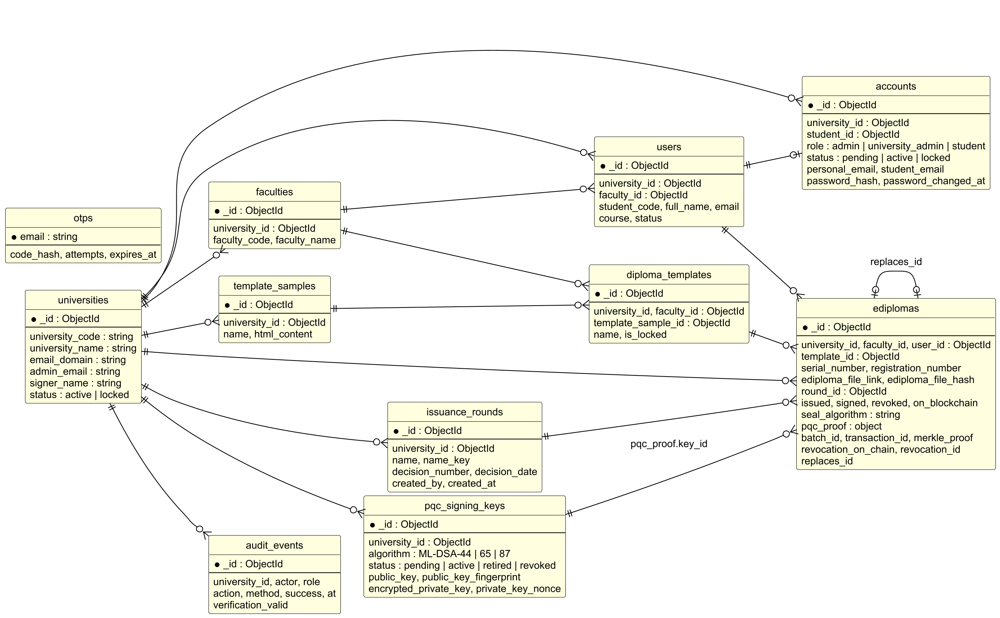 accounts
_id : ObjectId
university_id : ObjectId
student_id : ObjectId
role : admin | university_admin | student
status : pending | active | locked
personal_email, student_email
password_hash, password_changed_at
users
_id : ObjectId
university_id : ObjectId
faculty_id : ObjectId
student_code, full_name, email
course, status
faculties
_id : ObjectId
university_id : ObjectId
faculty_code, faculty_name
otps
email : string
code_hash, attempts, expires_at
diploma_templates
_id : ObjectId
university_id, faculty_id : ObjectId
template_sample_id : ObjectId
name, is_locked
template_samples
_id : ObjectId
university_id : ObjectId
name, html_content
universities
_id : ObjectId
university_code : string
university_name : string
email_domain : string
admin_email : string
signer_name : string
status : active | locked
replaces_id
ediplomas
_id : ObjectId
university_id, faculty_id, user_id : ObjectId
template_id : ObjectId
serial_number, registration_number
ediploma_file_link, ediploma_file_hash
round_id : ObjectId
issued, signed, revoked, on_blockchain
seal_algorithm : string
pqc_proof : object
batch_id, transaction_id, merkle_proof
revocation_on_chain, revocation_id
replaces_id
issuance_rounds
_id : ObjectId
university_id : ObjectId
name, name_key
decision_number, decision_date
created_by, created_at
pqc_proof.key_id
pqc_signing_keys
_id : ObjectId
university_id : ObjectId
algorithm : ML-DSA-44 | 65 | 87
status : pending | active | retired | revoked
public_key, public_key_fingerprint
encrypted_private_key, private_key_nonce
audit_events
_id : ObjectId
university_id, actor, role
action, method, success, at
verification_valid